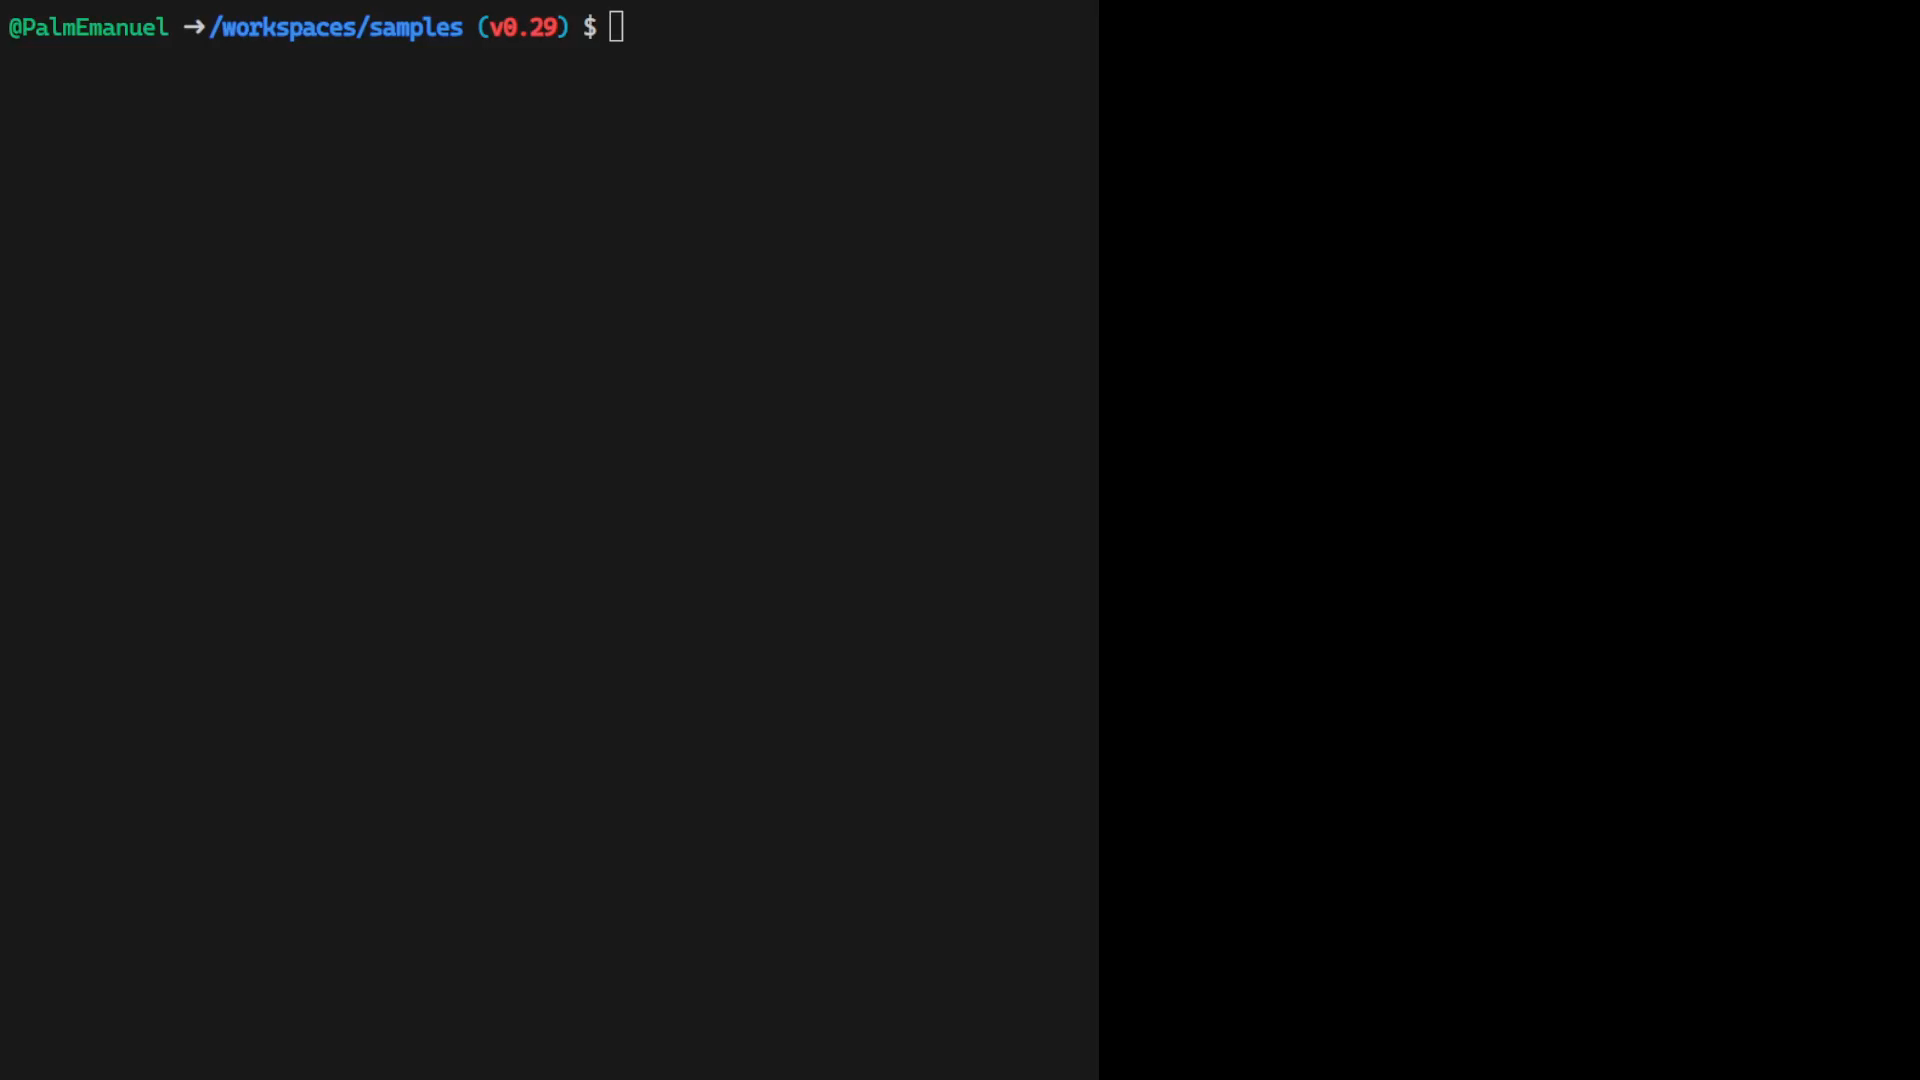 @PalmEmanuel ➜ /workspaces/samples (v0.29) $